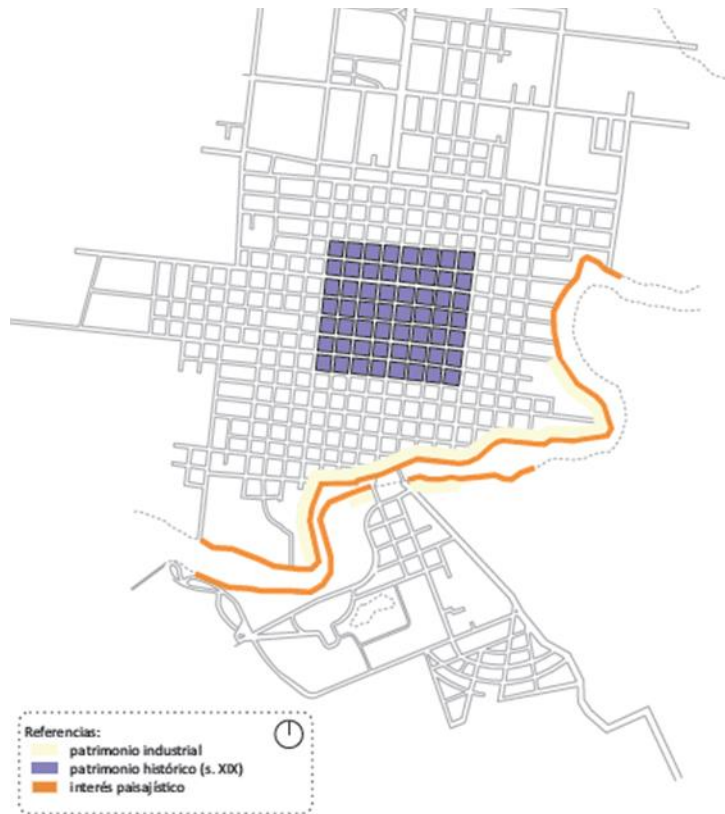 Referencias:
patrimonio industrial
patrimonio histórico (s. XIX)
interés paisajístico